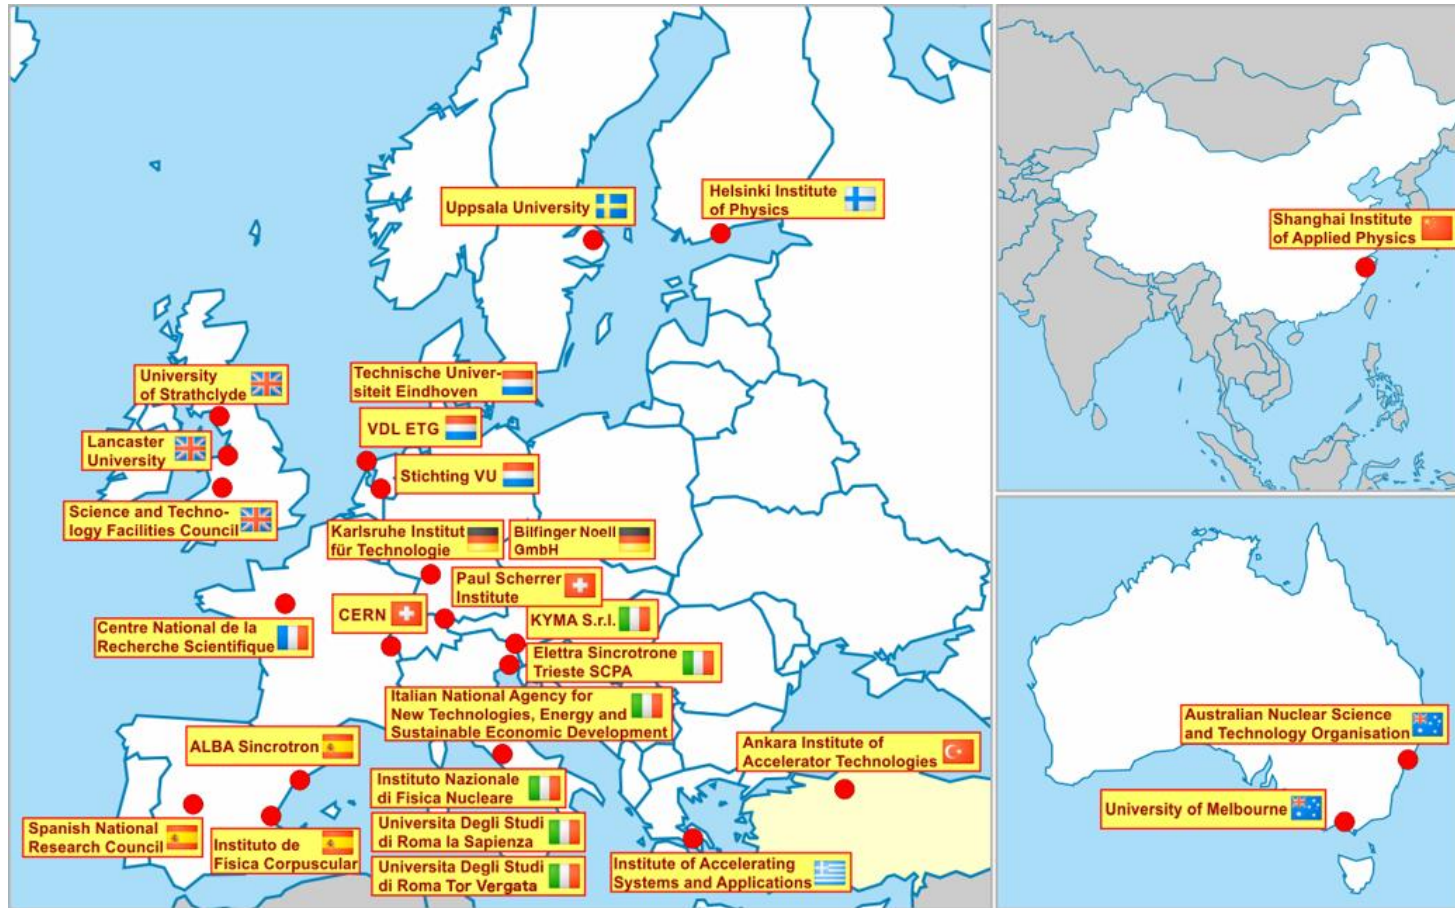 Uppsala University
Helsinki Institute
of Physics
Shanghai Institute
of Applied Physics
University
of Strathclyde
Technische Univer-
siteit Eindhoven
VDL ETG
Lancaster
University
Stichting VU
Science and Techno-
logy Facilities Council
Karlsruhe Institut
für Technologie
Bilfinger Noell
GmbH
Paul Scherrer
Institute
CERN
KYMA S.r.l.
Centre National de la
Recherche Scientifique
Elettra Sincrotrone
Trieste SCPA
Italian National Agency for
New Technologies, Energy and
Sustainable Economic Development
ALBA Sincrotron
Ankara Institute of
Accelerator Technologies
Australian Nuclear Science
and Technology Organisation
Instituto Nazionale
di Fisica Nucleare
University of Melbourne
Spanish National
Research Council
Instituto de
Física Corpuscular
Universita Degli Studi
di Roma la Sapienza
Universita Degli Studi
di Roma Tor Vergata
Institute of Accelerating
Systems and Applications